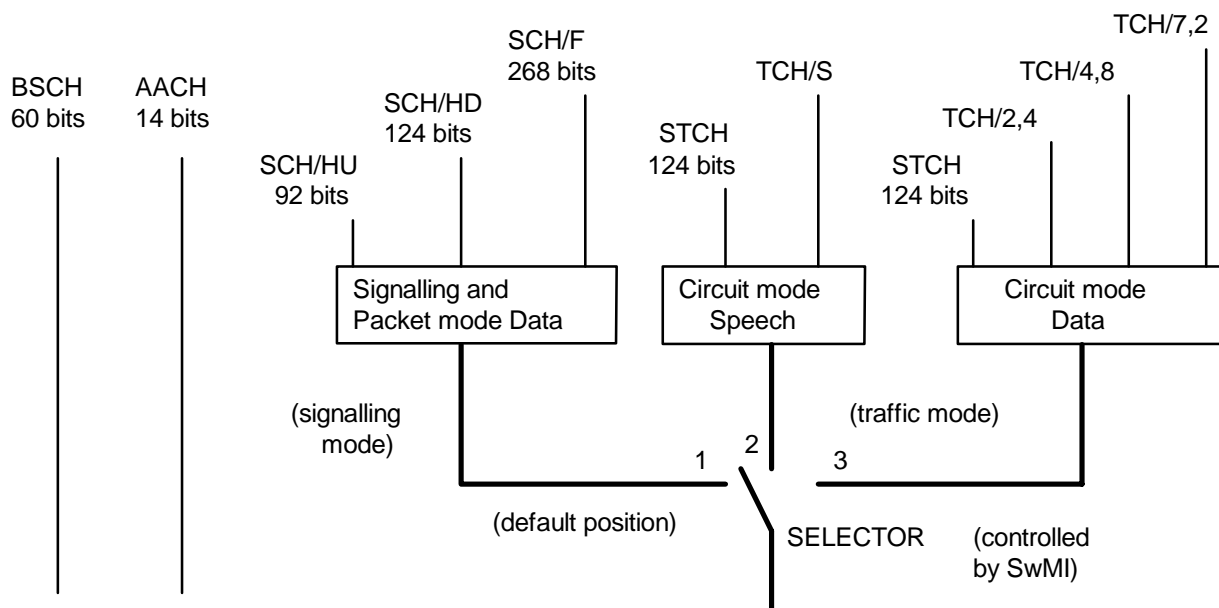 BSCH
60 bits
AACH
14 bits
SCH/HU
92 bits
SCH/HD
124 bits
SCH/F
268 bits
STCH
124 bits
TCH/S
STCH
124 bits
TCH/2,4
TCH/4,8
TCH/7,2
Signalling and
Packet mode Data
Circuit mode
Speech
Circuit mode
Data
(signalling
mode)
(traffic mode)
1
2
3
(default position)
SELECTOR
(controlled
by SwMI)